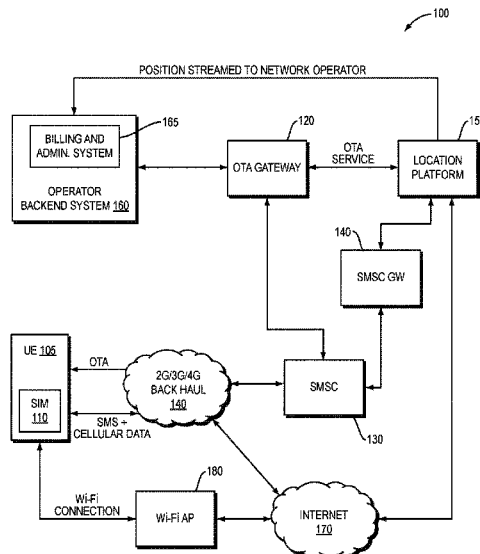 100
POSITION STREAMED TO NETWORK OPERATOR
165
120
15
BILLING AND
ADMIN. SYSTEM
OPERATOR
BACKEND SYSTEM 160
OTA GATEWAY
OTA
SERVICE
LOCATION
PLATFORM
140
SMSC GW
UE 105
SIM
110
OTA
SMS +
CELLULAR DATA
2G/3G/4G
BACK HAUL
140
SMSC
130
180
Wi-Fi
CONNECTION
Wi-Fi AP
INTERNET
170